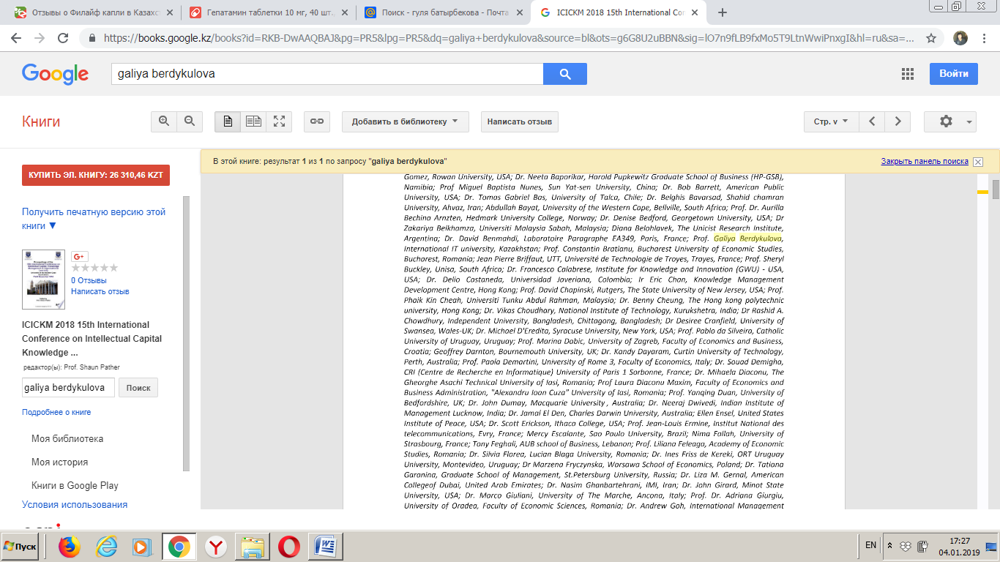 Отзывы о Филайф капли в Казахст
Гепатамин таблетки 10 мг, 40 шт.,
Поиск - гуля батырбекова - Почта
ICICKM 2018 15th International Con
https://books.google.kz/books?id=RKB-DwAAQBAJ&pg=PR5&lpg=PR5&dq=galiya+berdykulova&source=bl&ots=g6G8U2uBBN&sig=lO7n9fLB9fxMo5T9LtnWwiPnxgI&hl=ru&sa=...
Google
galiya berdykulova
Войти
Книги
Добавить в библиотеку
Написать отзыв
Стр. v
В этой книге: результат 1 из 1 по запросу "galiya berdykulova"
Закрыть панель поиска
КУПИТЬ ЭЛ. КНИГУ: 26 310,46 KZT
Получить печатную версию этой
книги ▼
G+
0 Отзывы
Написать отзыв
ICICKM 2018 15th International
Conference on Intellectual Capital
Knowledge ...
редактор(ы): Prof. Shaun Pather
galiya berdykulova
Поиск
Подробнее о книге
Моя библиотека
Моя история
Книги в Google Play
Условия использования
Gomez, Rowan University, USA; Dr. Neeta Baporikar, Harold Pupkewitz Graduate School of Business (HP-GSB),
Namibia; Prof Miguel Baptista Nunes, Sun Yat-sen University, China; Dr. Bob Barrett, American Public
University, USA; Dr. Tomas Gabriel Bas, University of Talca, Chile; Dr. Belghis Bavarsad, Shahid chamran
University, Ahvaz, Iran; Abdullah Bayat, University of the Western Cape, Bellville, South Africa; Prof. Dr. Aurilla
Bechina Arnzten, Hedmark University College, Norway; Dr. Denise Bedford, Georgetown University, USA; Dr
Zakariya Belkhamza, Universiti Malaysia Sabah, Malaysia; Diana Belohlavek, The Unicist Research Institute,
Argentina; Dr. David Benmahdi, Laboratoire Paragraphe EA349, Paris, France; Prof. Galiya Berdykulova,
International IT university, Kazakhstan; Prof. Constantin Bratianu, Bucharest University of Economic Studies,
Bucharest, Romania; Jean Pierre Briffaut, UTT, Université de Technologie de Troyes, Troyes, France; Prof. Sheryl
Buckley, Unisa, South Africa; Dr. Francesco Calabrese, Institute for Knowledge and Innovation (GWU) - USA,
USA; Dr. Delio Castaneda, Universidad Javeriana, Colombia; Ir Eric Chan, Knowledge Management
Development Centre, Hong Kong; Prof. David Chapinski, Rutgers, The State University of New Jersey, USA; Prof.
Phaik Kin Cheah, Universiti Tunku Abdul Rahman, Malaysia; Dr. Benny Cheung, The Hong kong polytechnic
university, Hong Kong; Dr. Vikas Choudhary, National Institute of Technology, Kurukshetra, India; Dr Rashid A.
Chowdhury, Independent University, Bangladesh, Chittagong, Bangladesh; Dr Desiree Cranfield, University of
Swansea, Wales-UK; Dr. Michael D'Eredita, Syracuse University, New York, USA; Prof. Pablo da Silveira, Catholic
University of Uruguay, Uruguay; Prof. Marina Dabic, University of Zagreb, Faculty of Economics and Business,
Croatia; Geoffrey Darnton, Bournemouth University, UK; Dr. Kandy Dayaram, Curtin University of Technology,
Perth, Australia; Prof. Paola Demartini, University of Rome 3, Faculty of Economics, Italy; Dr. Souad Demigha,
CRI (Centre de Recherche en Informatique) University of Paris 1 Sorbonne, France; Dr. Mihaela Diaconu, The
Gheorghe Asachi Technical University of Iasi, Romania; Prof Laura Diaconu Maxim, Faculty of Economics and
Business Administration, "Alexandru Ioan Cuza" University of Iasi, Romania; Prof. Yanqing Duan, University of
Bedfordshire, UK; Dr. John Dumay, Macquarie University , Australia; Dr. Neeraj Dwivedi, Indian Institute of
Management Lucknow, India; Dr. Jamal El Den, Charles Darwin University, Australia; Ellen Ensel, United States
Institute of Peace, USA; Dr. Scott Erickson, Ithaca College, USA; Prof. Jean-Louis Ermine, Institut National des
telecommunications, Evry, France; Mercy Escalante, Sao Paulo University, Brazil; Nima Fallah, University of
Strasbourg, France; Tony Feghali, AUB school of Business, Lebanon; Prof. Liliana Feleaga, Academy of Economic
Studies, Romania; Dr. Silvia Florea, Lucian Blaga University, Romania; Dr. Ines Friss de Kereki, ORT Uruguay
University, Montevideo, Uruguay; Dr Marzena Fryczynska, Worsawa School of Economics, Poland; Dr. Tatiana
Garanina, Graduate School of Management, St.Petersburg University, Russia; Dr. Liza M. Gernal, American
Collegeof Dubai, United Arab Emirates; Dr. Nasim Ghanbartehrani, IMI, Iran; Dr. John Girard, Minot State
University, USA; Dr. Marco Giuliani, University of The Marche, Ancona, Italy; Prof. Dr. Adriana Giurgiu,
University of Oradea, Faculty of Economic Sciences, Romania; Dr. Andrew Goh, International Management
Пуск
EN
17:27
04.01.2019